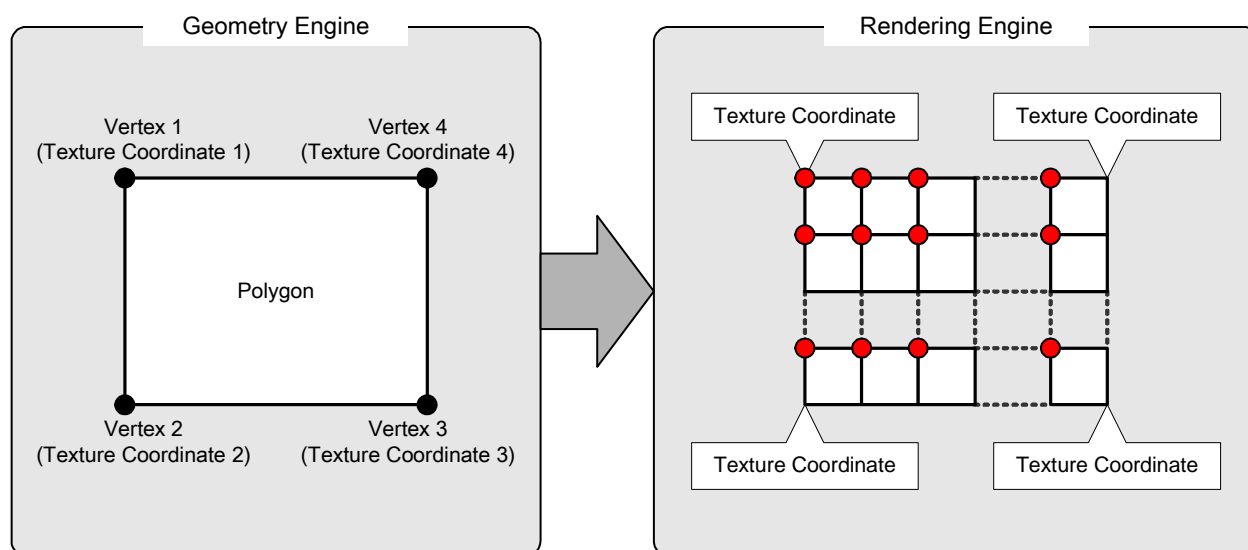 Geometry Engine
Vertex 1
(Texture Coordinate 1)
Vertex 4
(Texture Coordinate 4)
Polygon
Vertex 2
(Texture Coordinate 2)
Vertex 3
(Texture Coordinate 3)
Rendering Engine
Texture Coordinate
Texture Coordinate
Texture Coordinate
Texture Coordinate